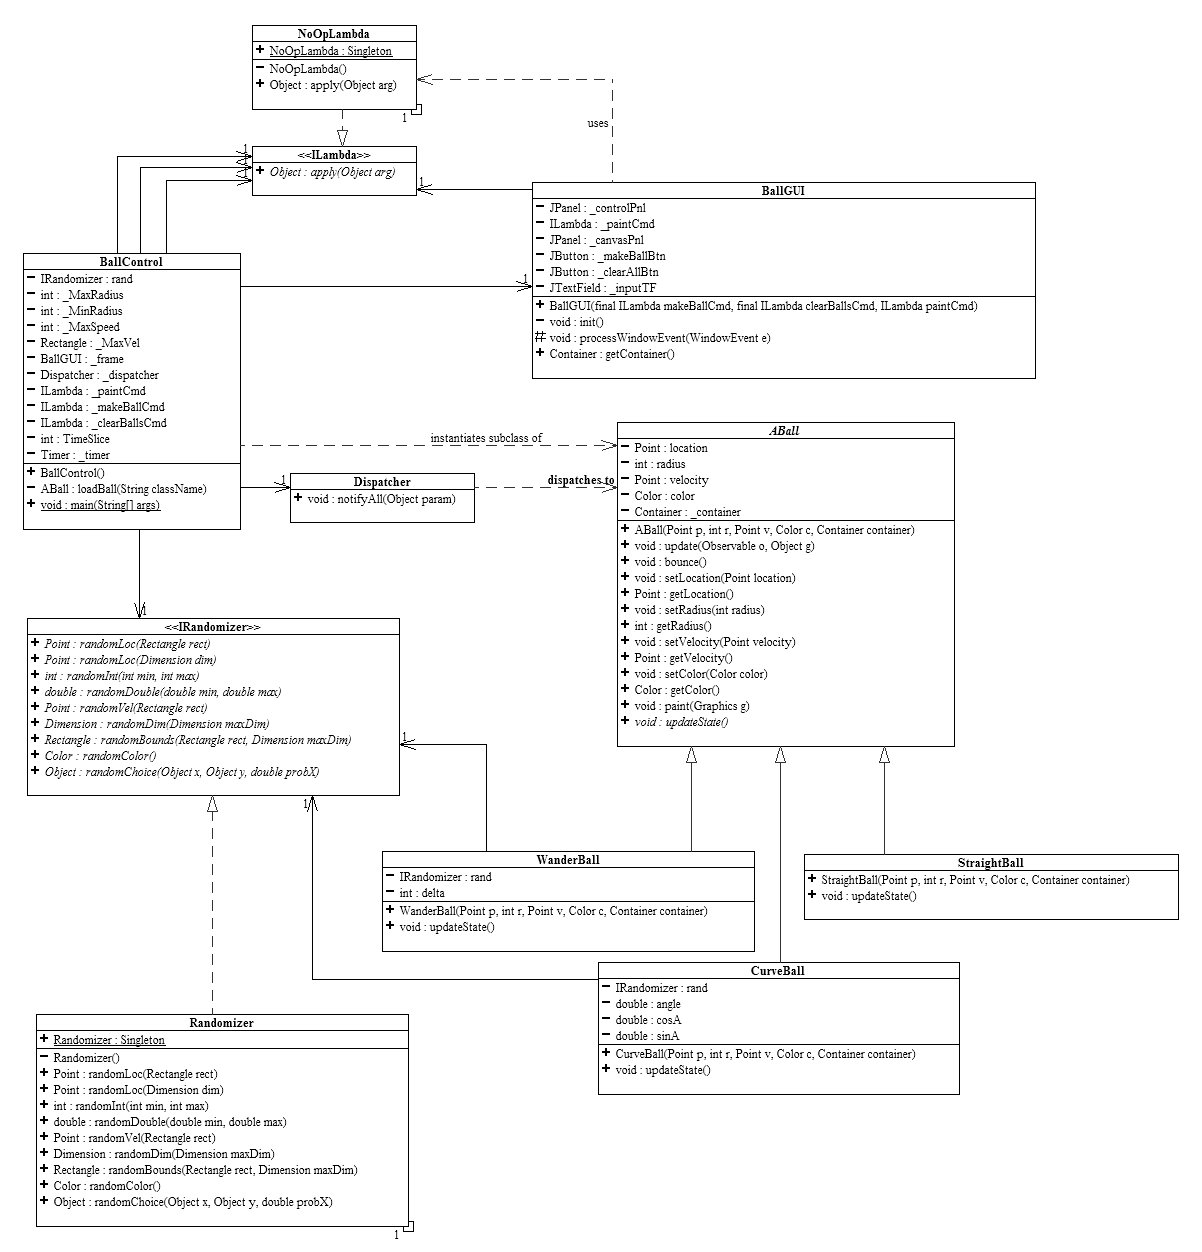 NoOpLambda
+ NoOpLambda : Singleton
- NoOpLambda()
+ Object : apply(Object arg)
1
uses
<<ILambda>>
+ Object : apply(Object arg)
1
1
1
1
BallGUI
- JPanel : _controlPnl
- ILambda : _paintCmd
- JPanel : _canvasPnl
- JButton : _makeBallBtn
- JButton : _clearAllBtn
- JTextField : _inputTF
+ BallGUI(final ILambda makeBallCmd, final ILambda clearBallsCmd, ILambda paintCmd)
- void : init()
# void : processWindowEvent(WindowEvent e)
+ Container : getContainer()
1
BallControl
- IRandomizer : rand
- int : _MaxRadius
- int : _MinRadius
- int : _MaxSpeed
- Rectangle : _MaxVel
- BallGUI : _frame
- Dispatcher : _dispatcher
- ILambda : _paintCmd
- ILambda : _makeBallCmd
- ILambda : _clearBallsCmd
- int : TimeSlice
- Timer : _timer
+ BallControl()
- ABall : loadBall(String className)
+ void : main(String[] args)
instantiates subclass of
1
Dispatcher
+ void : notifyAll(Object param)
dispatches to
ABall
- Point : location
- int : radius
- Point : velocity
- Color : color
- Container : _container
+ ABall(Point p, int r, Point v, Color c, Container container)
+ void : update(Observable o, Object g)
+ void : bounce()
+ void : setLocation(Point location)
+ Point : getLocation()
+ void : setRadius(int radius)
+ int : getRadius()
+ void : setVelocity(Point velocity)
+ Point : getVelocity()
+ void : setColor(Color color)
+ Color : getColor()
+ void : paint(Graphics g)
+ void : updateState()
1
<<IRandomizer>>
+ Point : randomLoc(Rectangle rect)
+ Point : randomLoc(Dimension dim)
+ int : randomInt(int min, int max)
+ double : randomDouble(double min, double max)
+ Point : randomVel(Rectangle rect)
+ Dimension : randomDim(Dimension maxDim)
+ Rectangle : randomBounds(Rectangle rect, Dimension maxDim)
+ Color : randomColor()
+ Object : randomChoice(Object x, Object y, double probX)
1
1
WanderBall
- IRandomizer : rand
- int : delta
+ WanderBall(Point p, int r, Point v, Color c, Container container)
+ void : updateState()
StraightBall
+ StraightBall(Point p, int r, Point v, Color c, Container container)
+ void : updateState()
CurveBall
- IRandomizer : rand
- double : angle
- double : cosA
- double : sinA
+ CurveBall(Point p, int r, Point v, Color c, Container container)
+ void : updateState()
Randomizer
+ Randomizer : Singleton
- Randomizer()
+ Point : randomLoc(Rectangle rect)
+ Point : randomLoc(Dimension dim)
+ int : randomInt(int min, int max)
+ double : randomDouble(double min, double max)
+ Point : randomVel(Rectangle rect)
+ Dimension : randomDim(Dimension maxDim)
+ Rectangle : randomBounds(Rectangle rect, Dimension maxDim)
+ Color : randomColor()
+ Object : randomChoice(Object x, Object y, double probX)
1